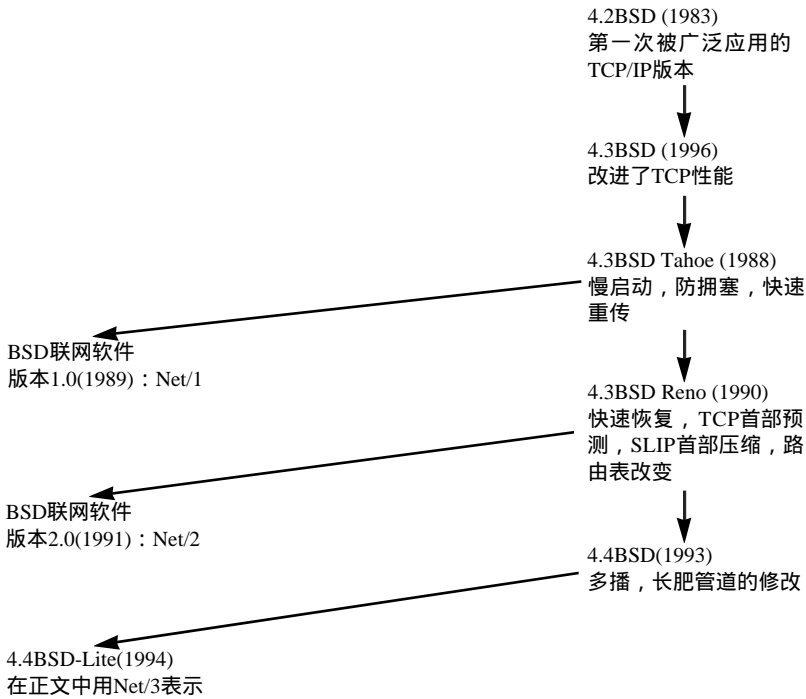 4.2BSD (1983)
第一次被广泛应用的
TCP/IP版本
4.3BSD (1996)
改进了TCP性能
4.3BSD Tahoe (1988)
慢启动，防拥塞，快速
重传
BSD联网软件
版本1.0(1989)：Net/1
4.3BSD Reno (1990)
快速恢复，TCP首部预
测，SLIP首部压缩，路
由表改变
BSD联网软件
版本2.0(1991)：Net/2
4.4BSD(1993)
多播，长肥管道的修改
4.4BSD-Lite(1994)
在正文中用Net/3表示